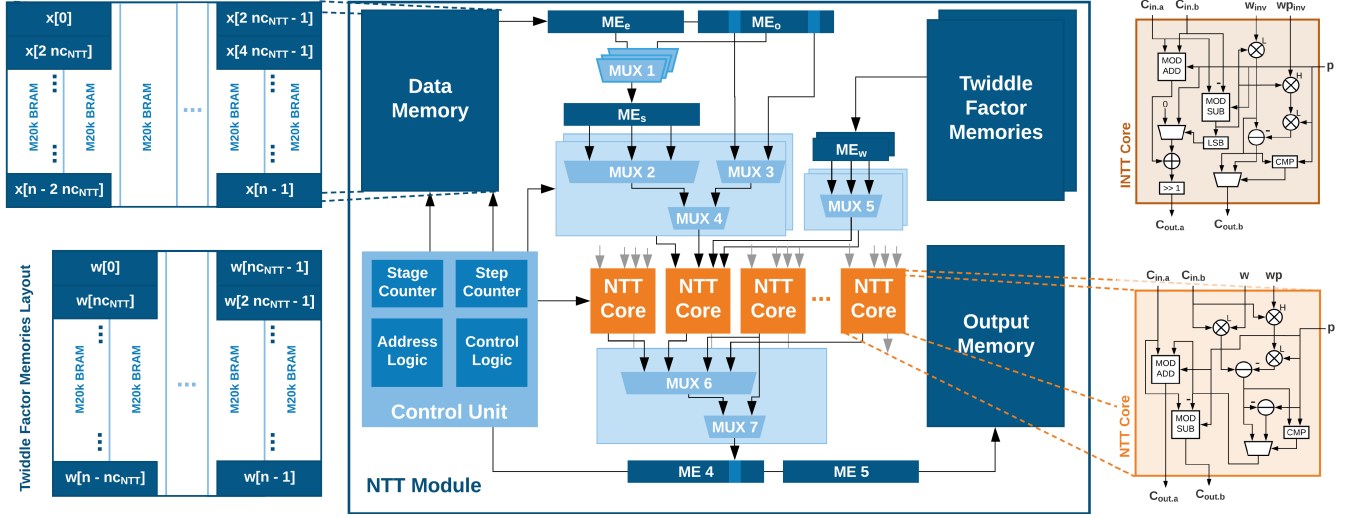 x[0]
x[2 nc_NTT - 1]
x[2 nc_NTT]
x[4 nc_NTT - 1]
M20k BRAM
M20k BRAM
M20k BRAM
...
M20k BRAM
M20k BRAM
x[n - 2 nc_NTT]
x[n - 1]
Twiddle Factor Memories Layout
w[0]
w[nc_NTT - 1]
w[nc_NTT]
w[2 nc_NTT - 1]
M20k BRAM
M20k BRAM
...
M20k BRAM
M20k BRAM
w[n - nc_NTT]
w[n - 1]
Data
Memory
ME_e
ME_o
MUX 1
ME_s
MUX 2
MUX 3
MUX 4
ME_w
MUX 5
Twiddle
Factor
Memories
Stage
Counter
Step
Counter
Address
Logic
Control
Logic
Control Unit
NTT
Core
NTT
Core
NTT
Core
...
NTT
Core
MUX 6
MUX 7
ME 4
ME 5
Output
Memory
NTT Module
C_in.a
C_in.b
w_inv
wp_inv
MOD
ADD
L
p
H
-
MOD
SUB
0
L
LSB
-
CMP
>> 1
INTT Core
C_out.a
C_out.b
C_in.a
C_in.b
w
wp
H
L
p
L
MOD
ADD
-
-
-
MOD
SUB
CMP
NTT Core
C_out.a
C_out.b